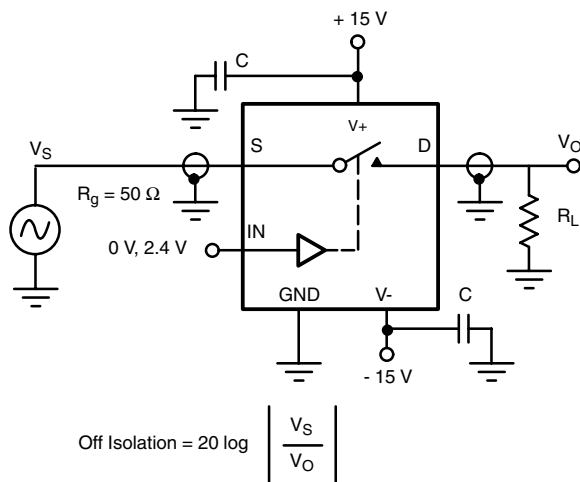 + 15 V
C
V+
VS
S
D
VO
Rg = 50 Ω
RL
0 V, 2.4 V
IN
GND
V-
C
- 15 V
Off Isolation = 20 log | VS / VO |